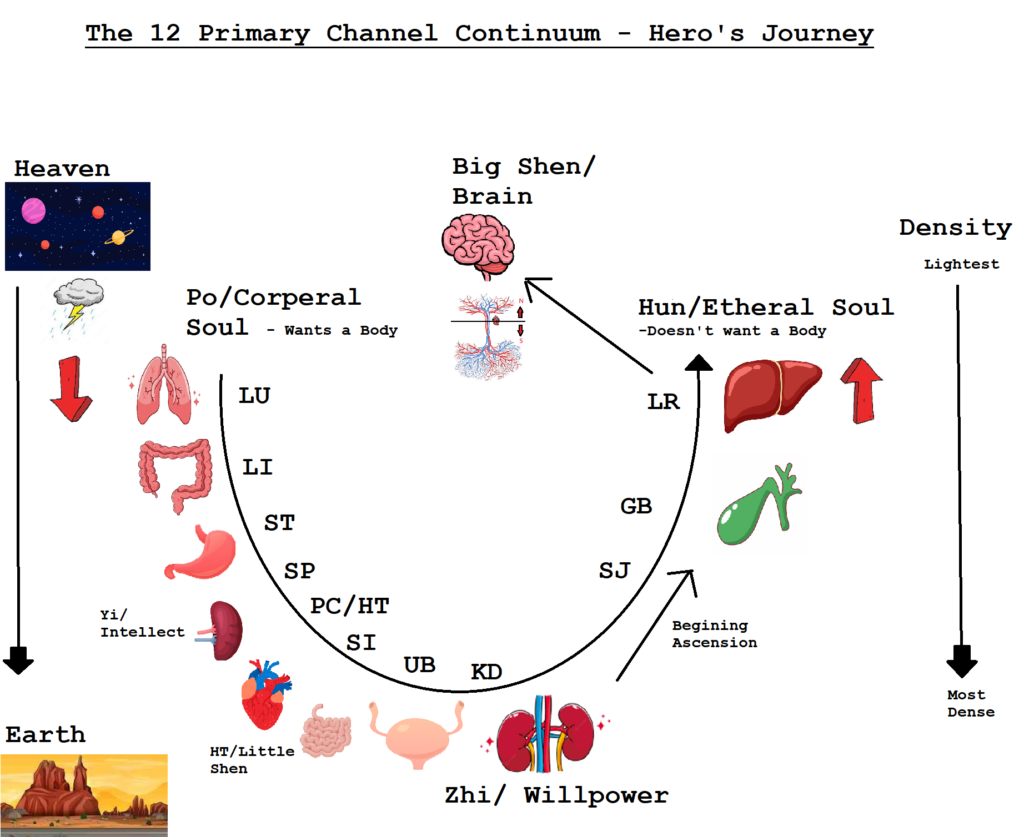 The 12 Primary Channel Continuum - Hero's Journey
Heaven
Big Shen/
Brain
Density
Lightest
Po/Corperal
Soul - Wants a Body
Hun/Etheral Soul
-Doesn't want a Body
N
S
LU
LR
LI
GB
ST
SP
SJ
PC/HT
Yi/
Intellect
SI
Begining
Ascension
UB
KD
Most
Dense
Earth
HT/Little
Shen
Zhi/ Willpower